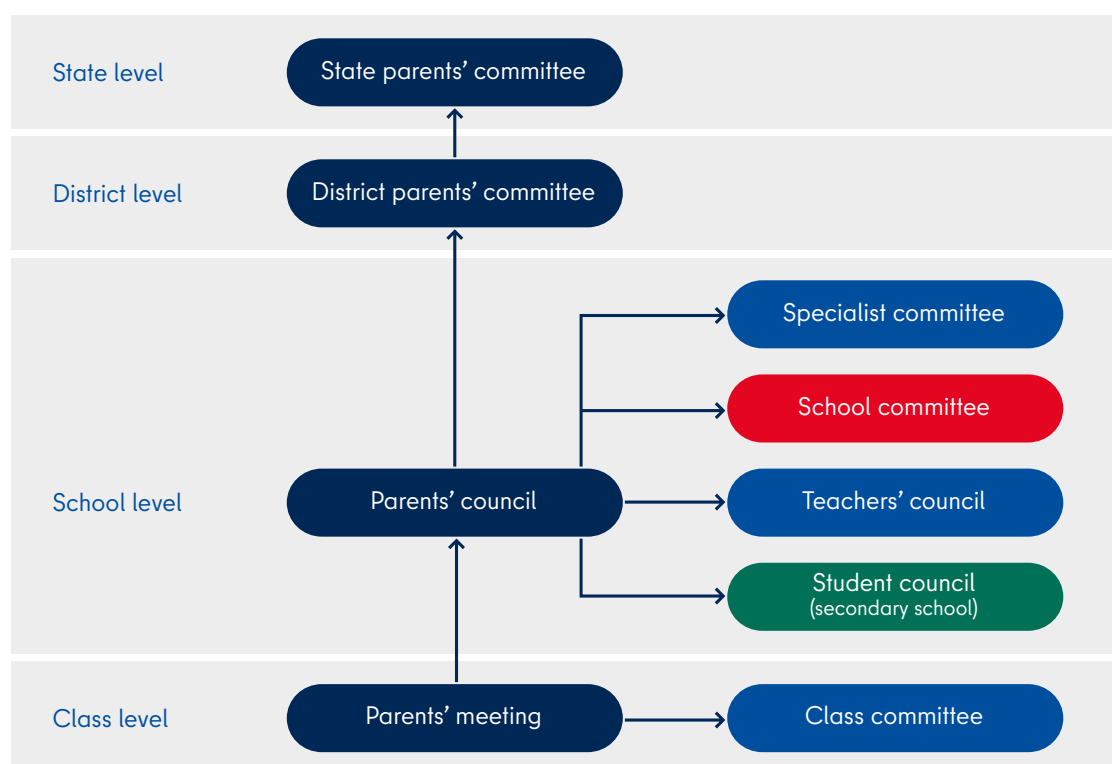 State level
State parents’ committee
District level
District parents’ committee
Specialist committee
School committee
School level
Parents’ council
Teachers’ council
Student council
(secondary school)
Class level
Parents’ meeting
Class committee